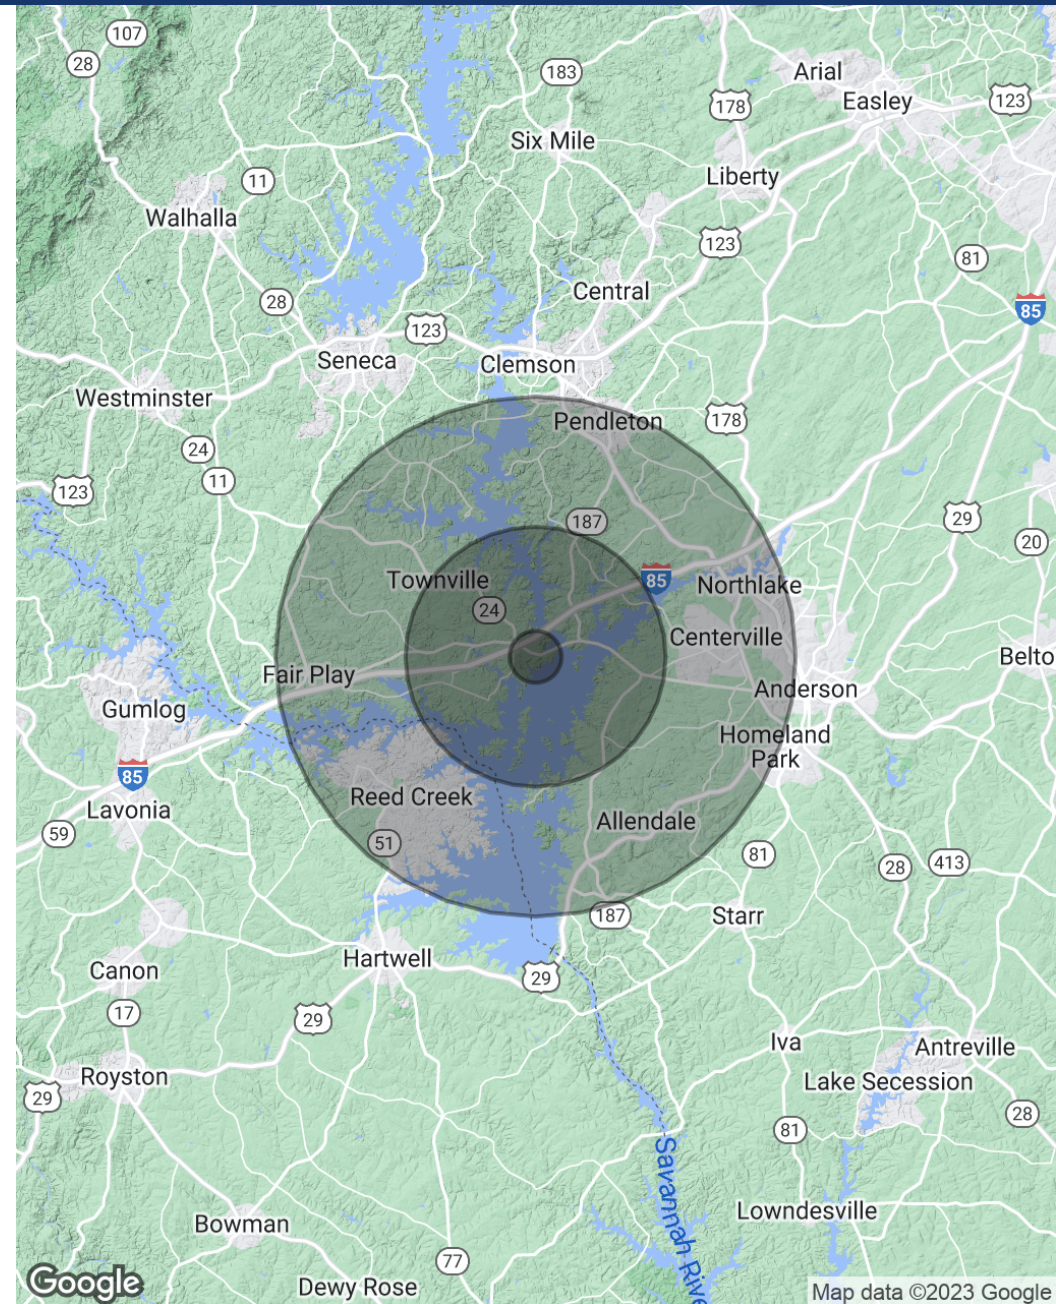 107
28
183
Arial
178
Easley
123
Six Mile
Liberty
11
Walhalla
123
81
Central
28
85
123
Seneca
Clemson
Westminster
Pendleton
178
24
11
123
187
29
20
Townville
85
Northlake
24
Centerville
Belto
Fair Play
Anderson
Gumlog
Homeland
Park
85
Reed Creek
Lavonia
Allendale
59
51
81
28
413
187
Starr
Hartwell
Canon
29
17
29
Iva
Antreville
Royston
Lake Secession
29
28
81
Savannah Rive
Lowndesville
Bowman
77
Google
Dewy Rose
Map data ©2023 Google